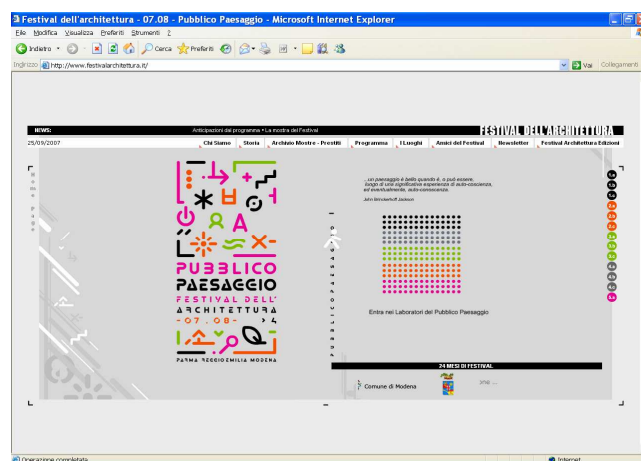 Festival dell'architettura - 07.08 - Pubblico Paesaggio - Microsoft Internet Explorer
File Modifica Visualizza Preferiti Strumenti ?
Indietro Cerca Preferiti
Indirizzo http://www.festivalarchitettura.it/ Vai Collegamenti
NEWS: Anticipazioni dal programma • La mostra del Festival FESTIVAL DELL'ARCHITETTURA
25/09/2007 Chi Siamo Storia Archivio Mostre - Prestiti Programma I Luoghi Amici del Festival Newsletter Festival Architettura Edizioni
Home Page
...un paesaggio è bello quando è, o può essere,
luogo di una significativa esperienza di auto-coscienza,
ed eventualmente, auto-conoscenza.
John Brinckerhoff Jackson
PUBBLICO
PAESAGGIO
FESTIVAL DELL'
ARCHITETTURA
- 07 . 08 - > 4
PARMA REGGIO EMILIA MODENA
Entra nei Laboratori del Pubblico Paesaggio
24 MESI DI FESTIVAL
Comune di Modena
Operazione completata Internet